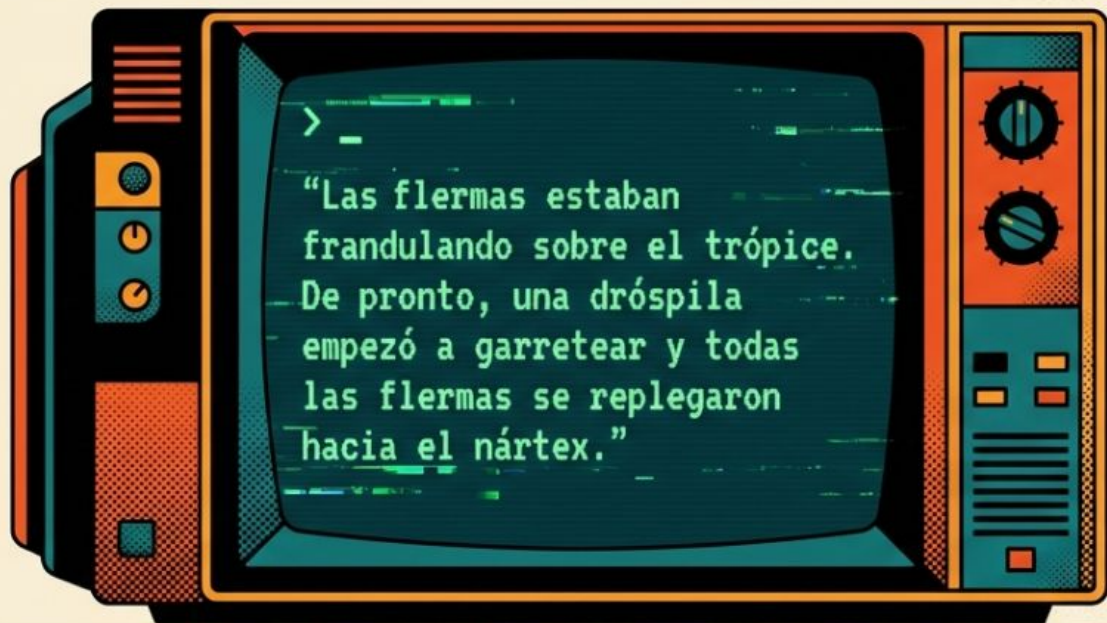 > _
“Las flermas estaban
frandulando sobre el trópice.
De pronto, una dróspila
empezó a garretear y todas
las flermas se replegaron
hacia el nártex.”